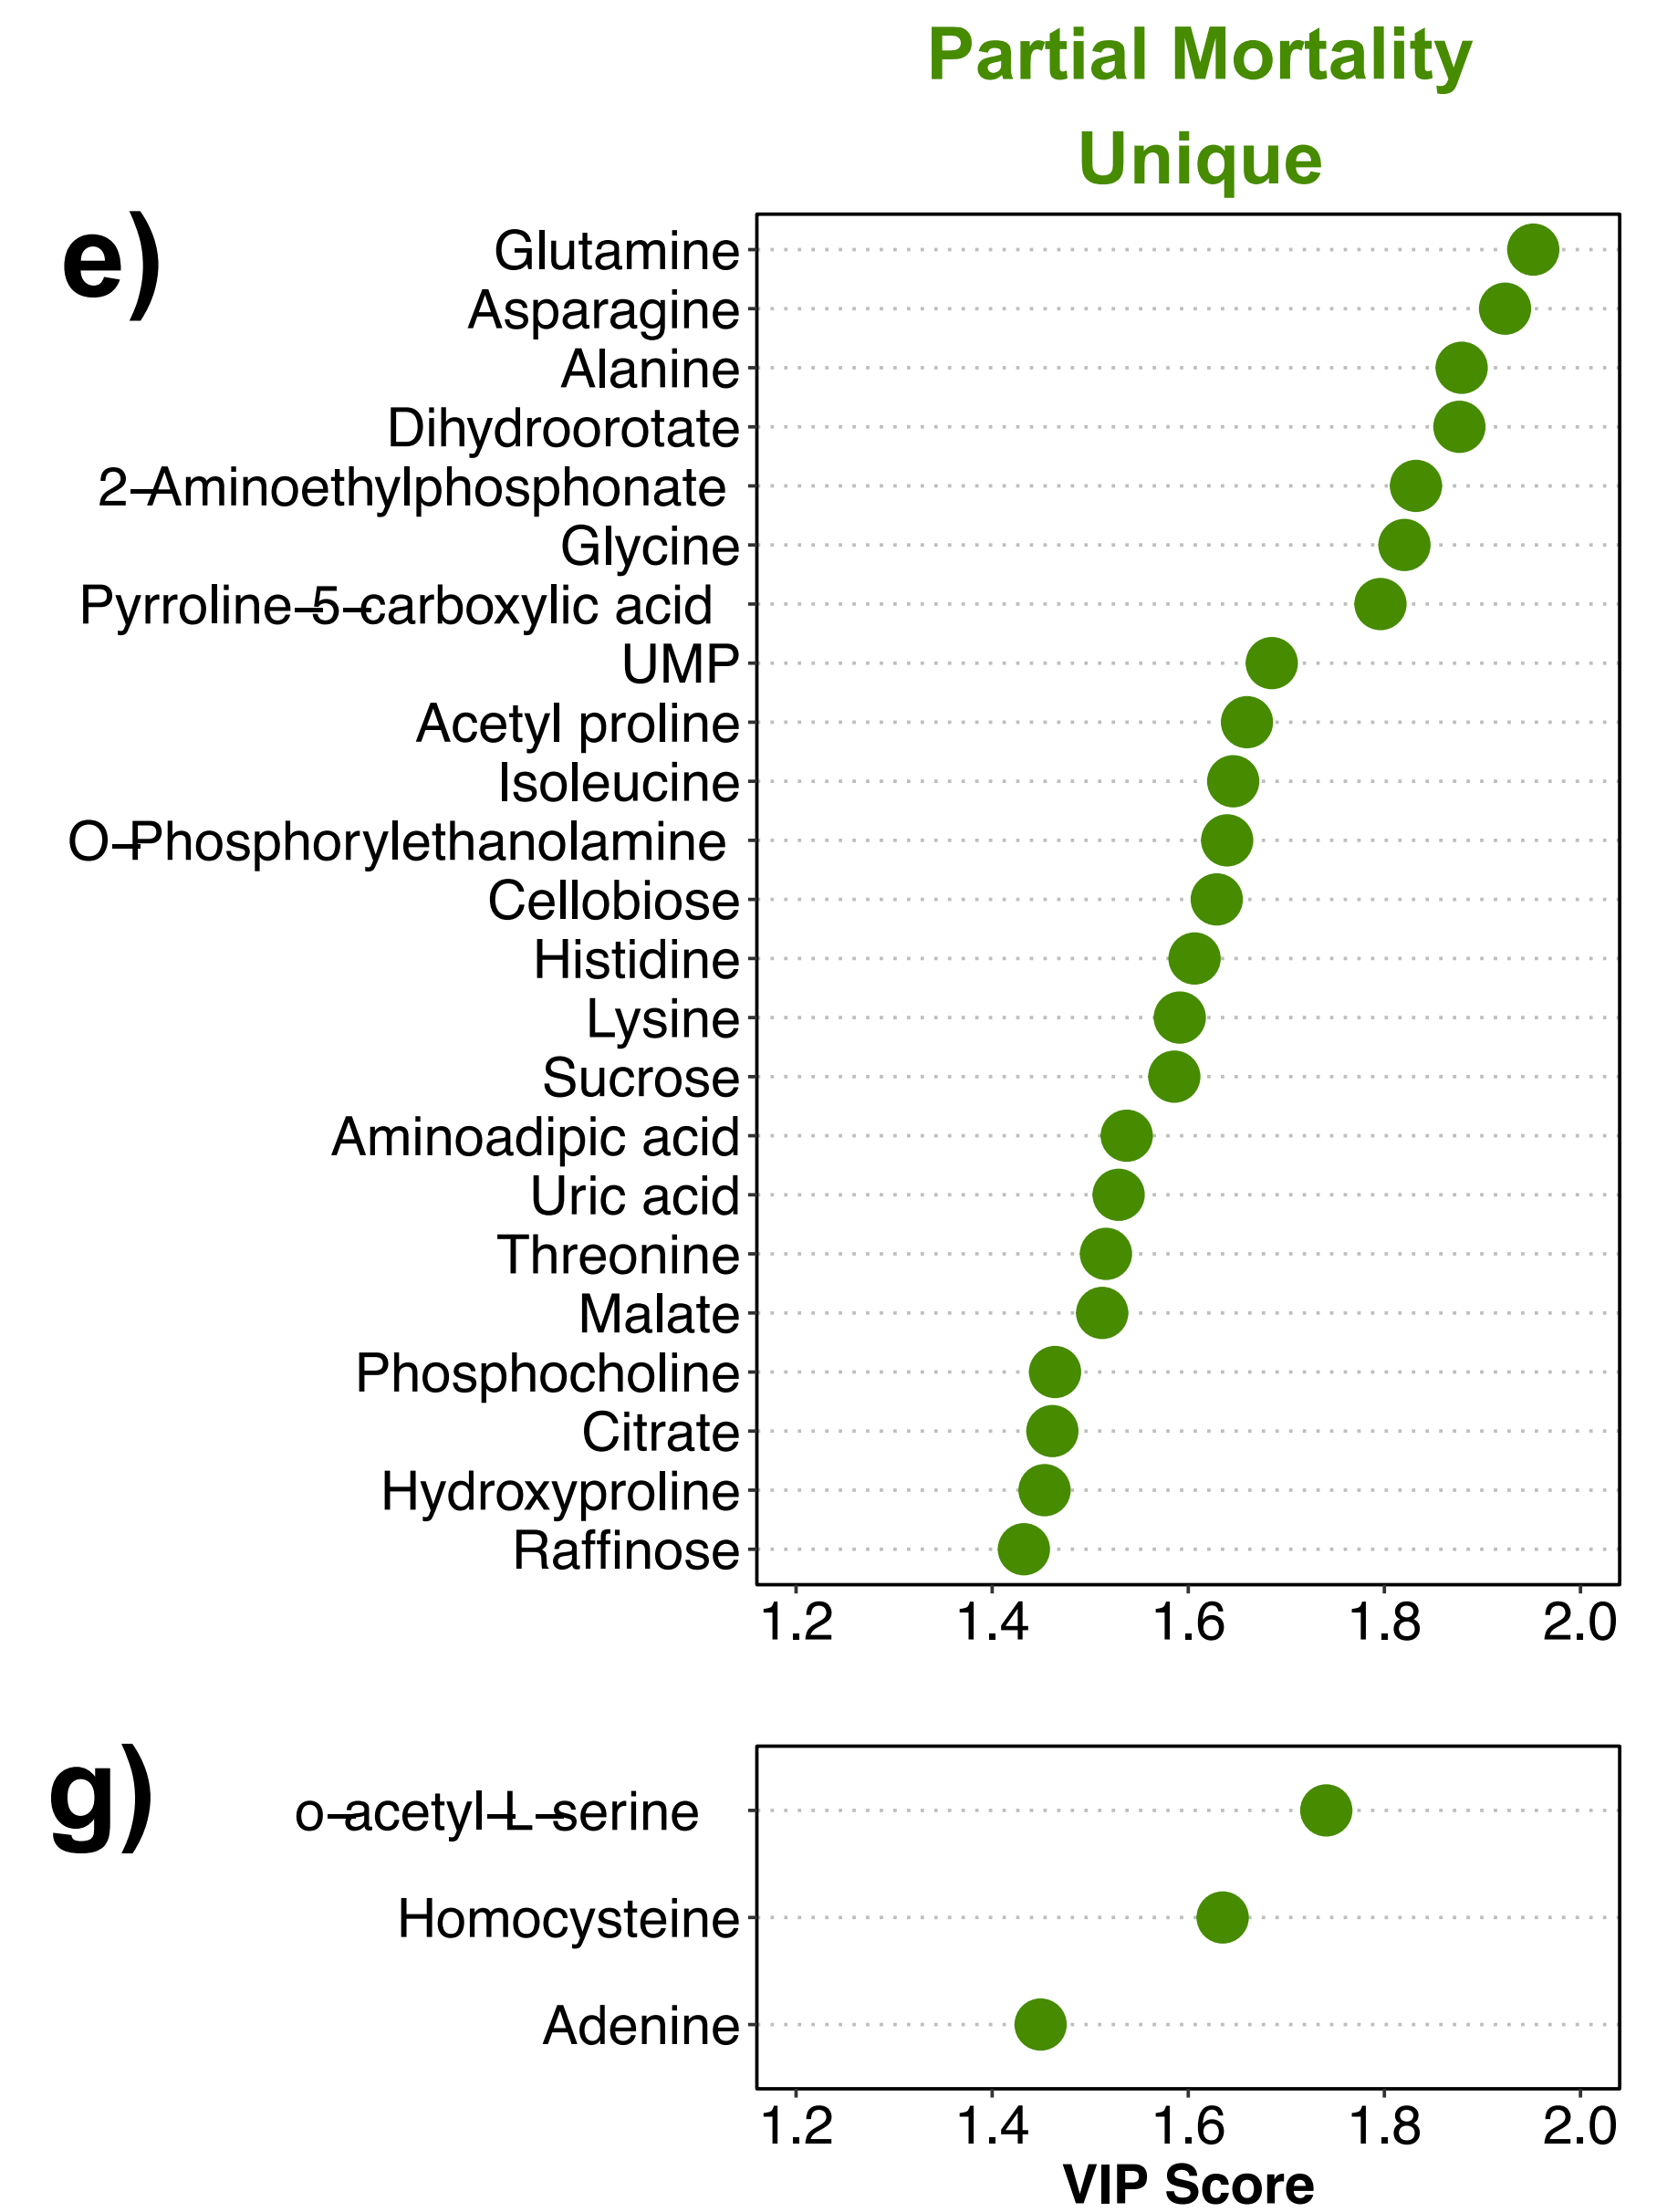 Partial Mortality
Unique
e)
Glutamine
Asparagine
Alanine
Dihydroorotate
2-Aminoethylphosphonate
Glycine
Pyrroline-5-carboxylic acid
UMP
Acetyl proline
Isoleucine
O-Phosphorylethanolamine
Cellobiose
Histidine
Lysine
Sucrose
Aminoadipic acid
Uric acid
Threonine
Malate
Phosphocholine
Citrate
Hydroxyproline
Raffinose
1.2 1.4 1.6 1.8 2.0
g)
o-acetyl-L-serine
Homocysteine
Adenine
1.2 1.4 1.6 1.8 2.0
VIP Score